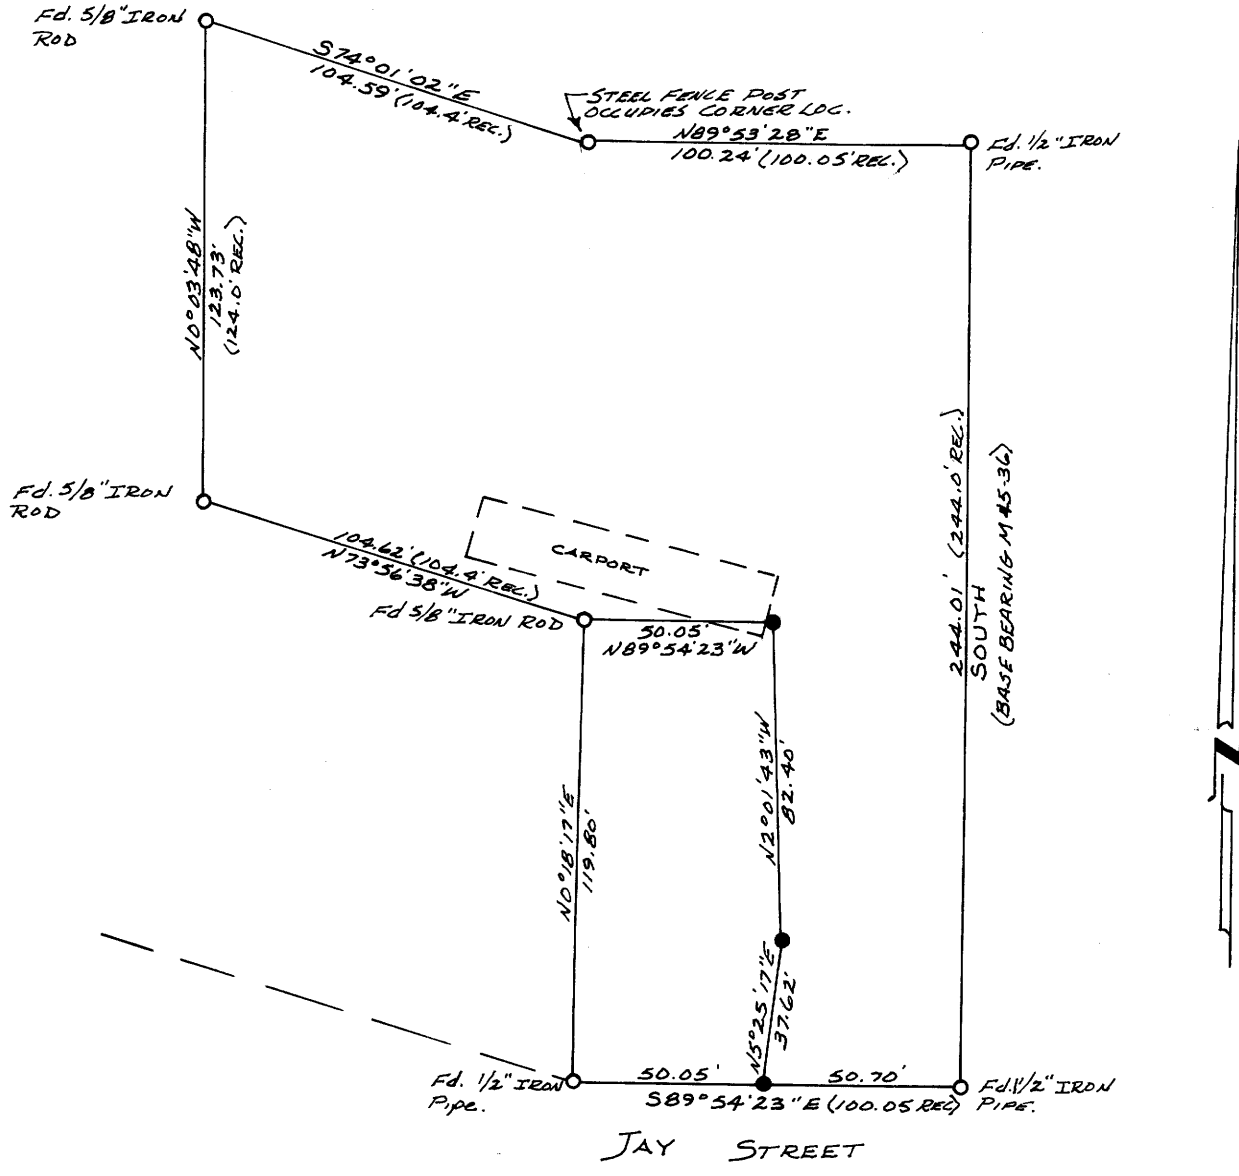 Fd. 5/8" IRON
ROD
S74°01'02"E
104.59' (104.4' REC.)
STEEL FENCE POST
OCCUPIES CORNER LOC.
N89°53'28"E
100.24' (100.05' REC.)
Fd. 1/2" IRON
PIPE.
N0°03'48"W
123.73'
(124.0' REC.)
Fd. 5/8" IRON
ROD
104.62' (104.4' REC.)
N73°56'38"W
CARPORT
Fd 5/8" IRON ROD
50.05'
N89°54'23"W
244.01' (244.0' REC.)
SOUTH
(BASE BEARING M 45-36)
N2°01'43"W
82.40'
N0°18'17"E
119.80'
N5°25'17"E
37.62'
Fd. 1/2" IRON
Pipe.
50.05'
50.70'
S89°54'23"E (100.05 REC)
Fd. 1/2" IRON
PIPE.
JAY STREET